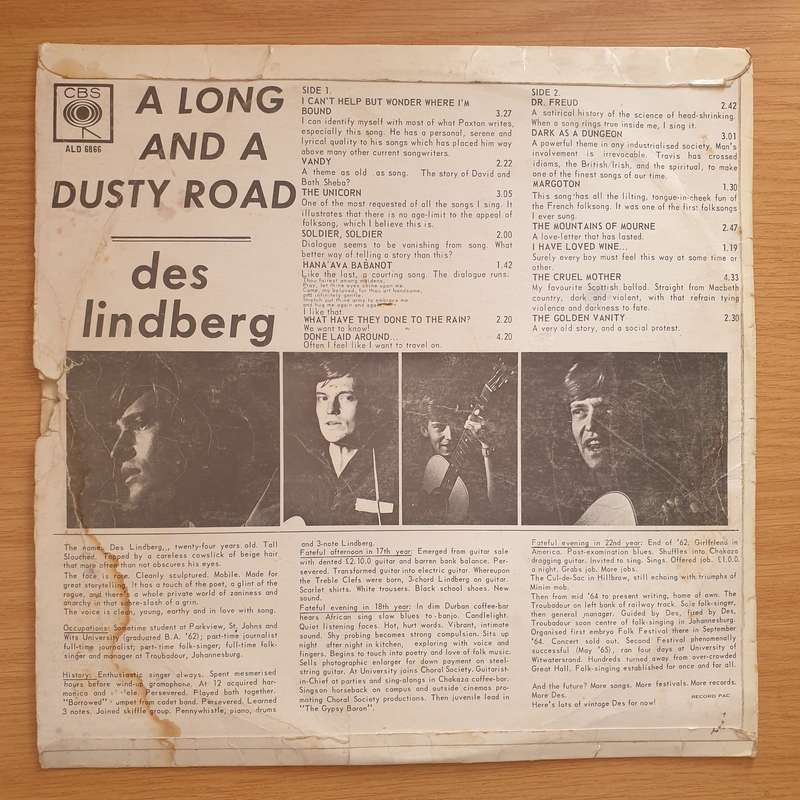 CBS
ALD 6866
A LONG
AND A
DUSTY ROAD
des
lindberg
SIDE 1.
I CAN'T HELP BUT WONDER WHERE I'M
BOUND 3.27
I can identify myself with most of what Paxton writes,
especially this song. He has a personal, serene and
lyrical quality to his songs which has placed him way
above many other current songwriters.
VANDY 2.22
A theme as old as song. The story of David and
Bath Sheba?
THE UNICORN 3.05
One of the most requested of all the songs I sing. It
illustrates that there is no age-limit to the appeal of
folksong, which I believe this is.
SOLDIER, SOLDIER 2.00
Dialogue seems to be vanishing from song. What
better way of telling a story than this?
HANA'AVA BABANOT 1.42
Like the last, a courting song. The dialogue runs.
Thou fairest among maidens,
Pray, let thine eyes shine upon me.
Come, my beloved, for thou art handsome,
and infinitely gentle.
Stretch out thine arms to embrace me
and hug me again and again
I like that.
WHAT HAVE THEY DONE TO THE RAIN? 2.20
We want to know!
DONE LAID AROUND... 4.20
Often I feel like I want to travel on.
SIDE 2.
DR. FREUD 2.42
A satirical history of the science of head-shrinking.
When a song rings true inside me, I sing it.
DARK AS A DUNGEON 3.01
A powerful theme in any industrialised society. Man's
involvement is irrevocable. Travis has crossed
idioms, the British/Irish, and the spiritual, to make
one of the finest songs of our time.
MARGOTON 1.30
This song has all the lilting, tongue-in-cheek fun of
the French folksong. It was one of the first folksongs
I ever sung.
THE MOUNTAINS OF MOURNE 2.47
A love-letter that has lasted.
I HAVE LOVED WINE... 1.19
Surely every boy must feel this way at some time or
other.
THE CRUEL MOTHER 4.33
My favourite Scottish ballad. Straight from Macbeth
country, dark and violent, with that refrain tying
violence and darkness to fate.
THE GOLDEN VANITY 2.30
A very old story, and a social protest.
The name, Des Lindberg,., twenty-four years old. Tall
Slouched. Topped by a careless cowslick of beige hair
that more often than not obscures his eyes.
The face is rare. Cleanly sculptured. Mobile. Made for
great storytelling. It has a touch of the poet, a glint of the
rogue, and there's a whole private world of zaniness and
anarchy in that sabre-slash of a grin.
The voice is clean, young, earthy and in love with song.
Occupations: Sometime student at Parkview, St. Johns and
Wits University (graduated B.A. '62); part-time journalist
full-time journalist; part-time folk-singer; full-time folk-
singer and manager at Troubadour, Johannesburg.
History: Enthusiastic singer always. Spent mesmerised
hours before wind-up gramophone. At 12 acquired har-
monica and Persevered. Played both together.
"Borrowed" trumpet from cadet band. Persevered. Learned
3 notes. Joined skiffle group. Pennywhistle, piano, drums
and 3-note Lindberg.
Fateful afternoon in 17th year: Emerged from guitar sale
with dented £2.10.0 guitar and barren bank balance. Per-
severed. Transformed guitar into electric guitar. Whereupon
the Treble Clefs were born, 3-chord Lindberg on guitar.
Scarlet shirts. White trousers. Black school shoes. New
sound.
Fateful evening in 18th year: In dim Durban coffee-bar
hears African sing slow blues to banjo. Candlelight.
Quiet listening faces. Hot, hurt words. Vibrant, intimate
sound. Shy probing becomes strong compulsion. Sits up
night after night in kitchen, exploring with voice and
fingers. Begins to touch into poetry and love of folk music.
Sells photographic enlarger for down payment on steel-
string guitar. At University joins Choral Society. Guitarist-
in-Chief at parties and sing-alongs in Chakaza coffee-bar.
Sings on horseback on campus and outside cinemas pro-
moting Choral Society productions. Then juvenile lead in
"The Gypsy Baron".
Fateful evening in 22nd year: End of '62. Girlfriend in
America. Post-examination blues. Shuffles into Chakaza
dragging guitar. Invited to sing. Sings. Offered job. £1.0.0.
a night. Grabs job. More jobs.
The Cul-de-Sac in Hillbrow, still echoing with triumphs of
Minim mob.
Then from mid '64 to present writing, home of own. The
Troubadour on left bank of railway track. Sole folk-singer,
then general manager. Guided by Des, fired by Des,
Troubadour soon centre of folk-singing in Johannesburg.
Organised first embryo Folk Festival there in September
'64. Concert sold out. Second Festival phenomenally
successful (May '65), ran four days at University of
Witwatersrand. Hundreds turned away from over-crowded
Great Hall. Folk-singing established for once and for all.
And the future? More songs. More festivals. More records.
More Des.
Here's lots of vintage Des for now!
RECORD PAC